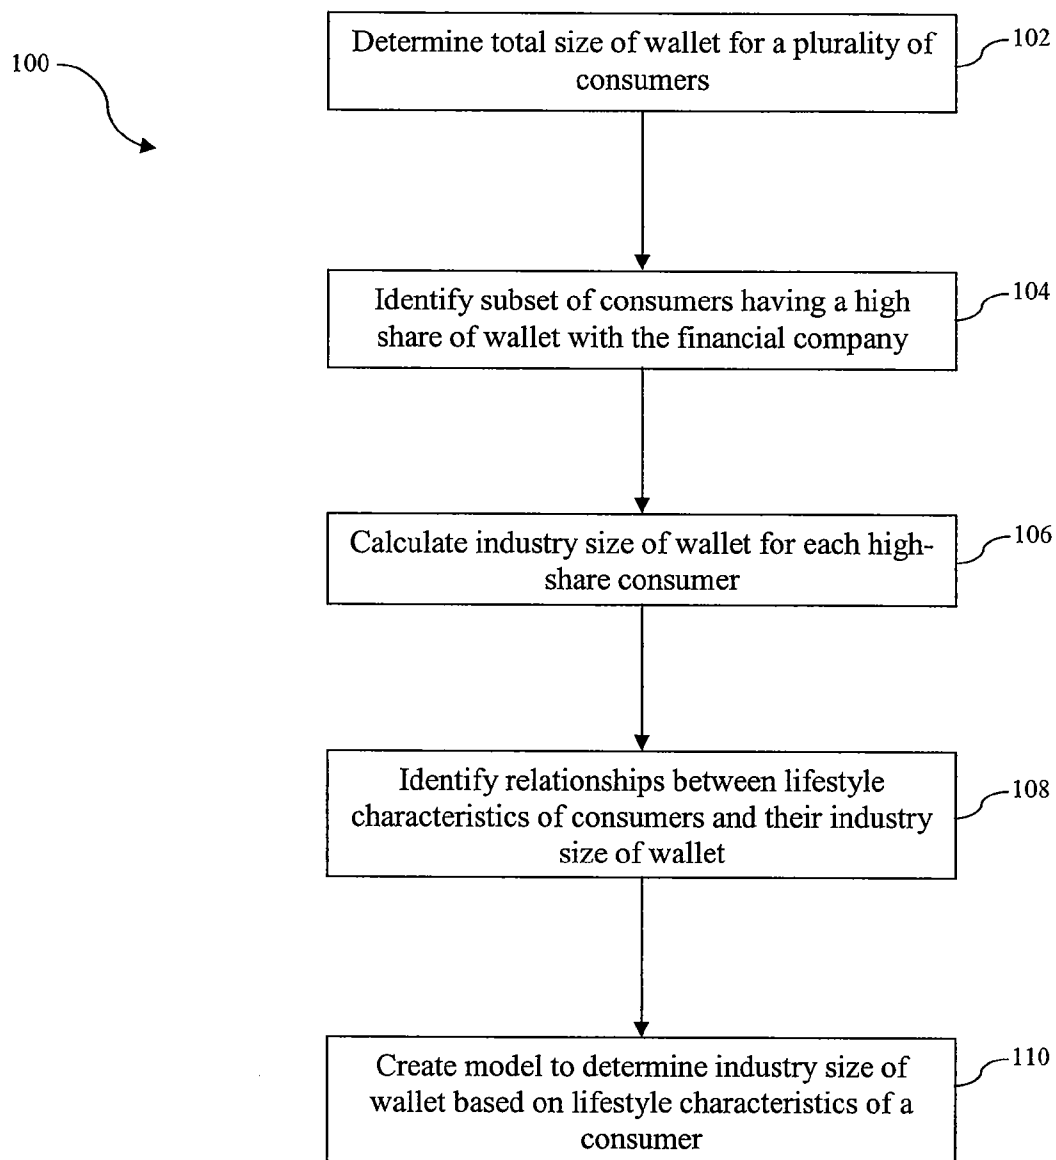 100
Determine total size of wallet for a plurality of
consumers
102
Identify subset of consumers having a high
share of wallet with the financial company
104
Calculate industry size of wallet for each high-
share consumer
106
Identify relationships between lifestyle
characteristics of consumers and their industry
size of wallet
108
Create model to determine industry size of
wallet based on lifestyle characteristics of a
consumer
110